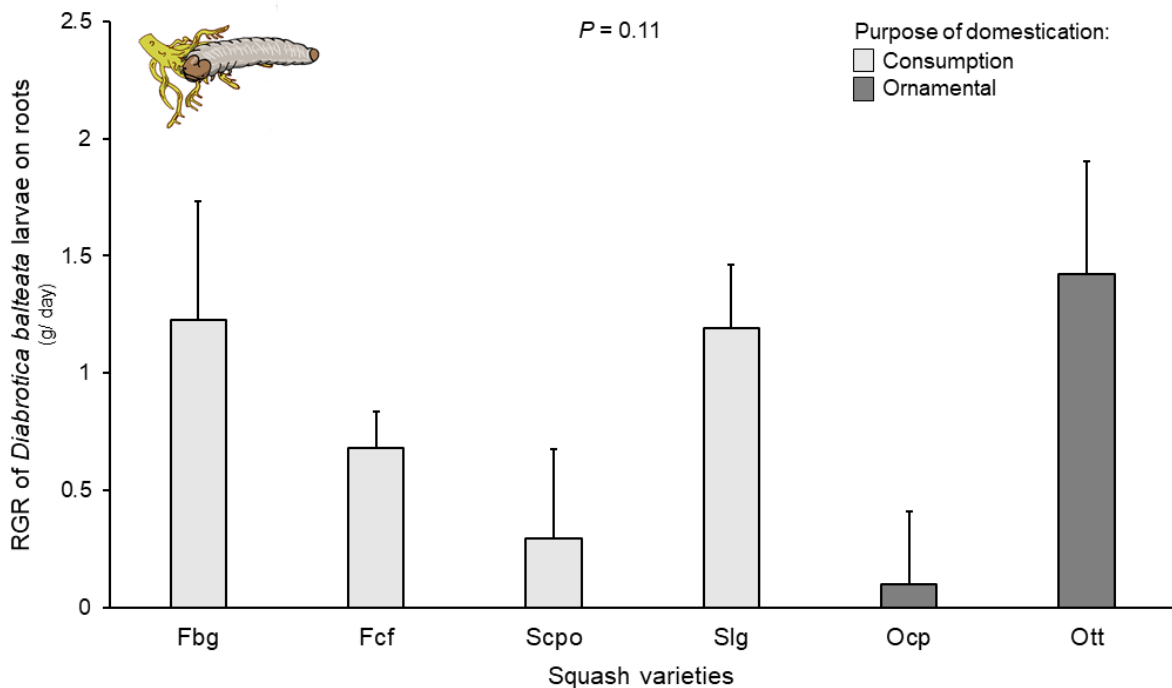 2.5
2
1.5
1
0.5
0
RGR of Diabrotica balteata larvae on roots
(g/ day)
P = 0.11
Purpose of domestication:
Consumption
Ornamental
Fbg Fcf Scpo Slg Ocp Ott
Squash varieties